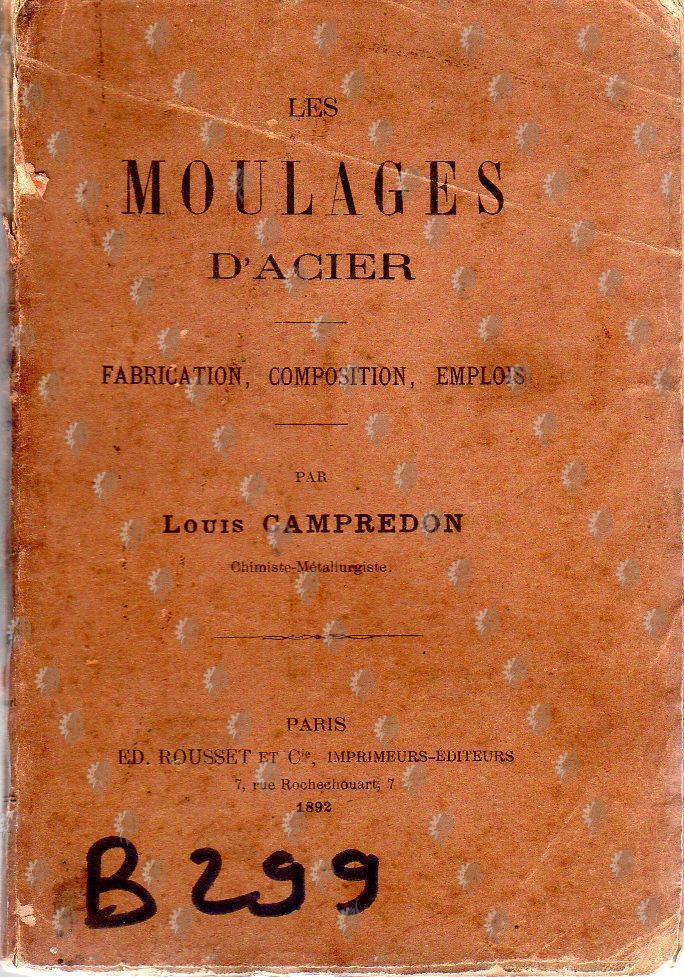 LES
MOULAGES
D'ACIER
FABRICATION, COMPOSITION, EMPLOIS
PAR
LOUIS CAMPREDON
Chimiste-Métallurgiste.
PARIS
ED. ROUSSET ET Cie, IMPRIMEURS-ÉDITEURS
7, rue Rochechouart, 7
1892
B 299